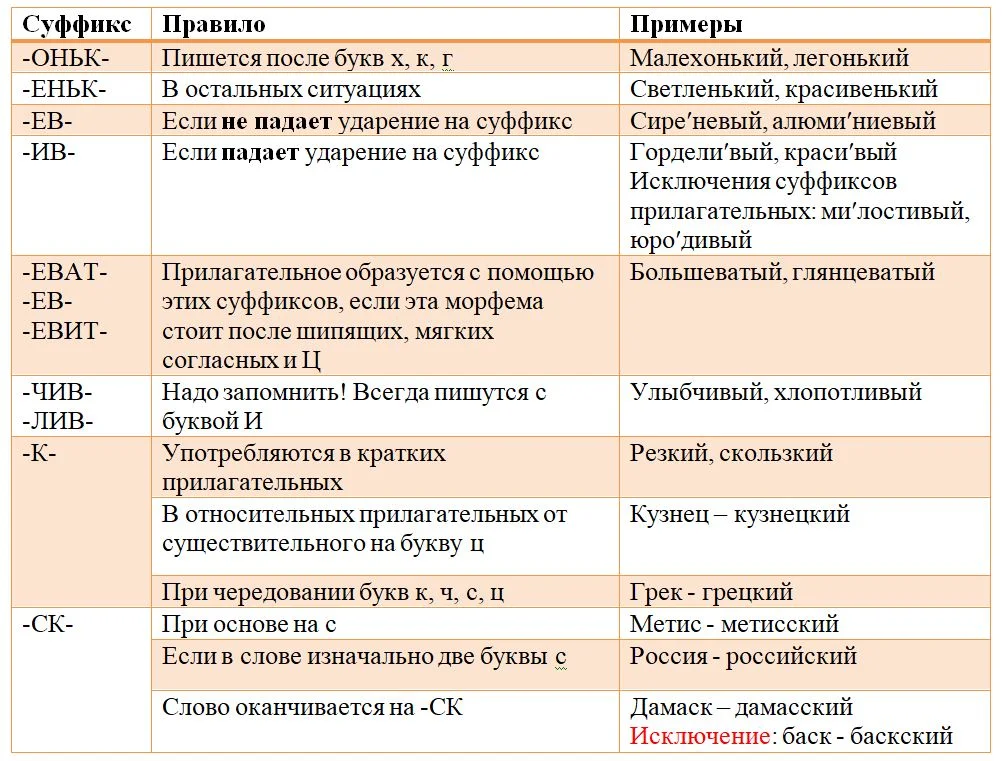 Суффикс Правило Примеры
-ОНЬК- Пишется после букв х, к, г Малехонький, легонький
-ЕНЬК- В остальных ситуациях Светленький, красивенький
-ЕВ- Если не падает ударение на суффикс Сире′невый, алюми′ниевый
-ИВ- Если падает ударение на суффикс Гордели′вый, краси′вый
Исключения суффиксов
прилагательных: ми′лостивый,
юро′дивый
-ЕВАТ- Прилагательное образуется с помощью Большеватый, глянцеватый
-ЕВ- этих суффиксов, если эта морфема
-ЕВИТ- стоит после шипящих, мягких
согласных и Ц
-ЧИВ- Надо запомнить! Всегда пишутся с Улыбчивый, хлопотливый
-ЛИВ- буквой И
-К- Употребляются в кратких Резкий, скользкий
прилагательных
В относительных прилагательных от Кузнец – кузнецкий
существительного на букву ц
При чередовании букв к, ч, с, ц Грек - грецкий
-СК- При основе на с Метис - метисский
Если в слове изначально две буквы с Россия - российский
Слово оканчивается на -СК Дамаск – дамасский
Исключение: баск - баскский